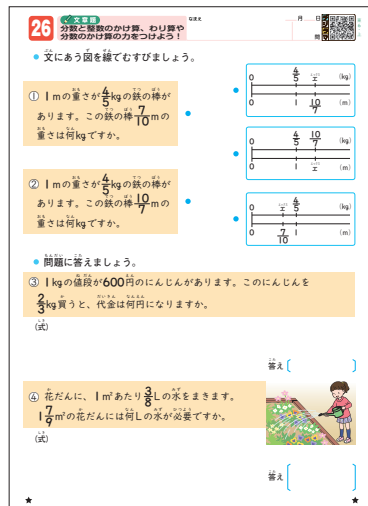 26
文章題
分数と整数のかけ算、わり算や
分数のかけ算の力をつけよう！
なまえ
月 日
問
● 文にあう図を線でむすびましょう。
① 1mの重さが4/5kgの鉄の棒が
あります。この鉄の棒7/10mの
重さは何kgですか。
② 1mの重さが4/5kgの鉄の棒が
あります。この鉄の棒10/7mの
重さは何kgですか。
0 4/5 x (kg)
0 1 10/7 (m)
0 4/5 10/7 (kg)
0 1 x (m)
0 x 4/5 (kg)
0 7/10 1 (m)
● 問題に答えましょう。
③ 1kgの値段が600円のにんじんがあります。このにんじんを
2/3kg買うと、代金は何円になりますか。
(式)
答え〔 〕
④ 花だんに、1m²あたり3/8Lの水をまきます。
1 7/9m²の花だんには何Lの水が必要ですか。
(式)
答え〔 〕
★ ★